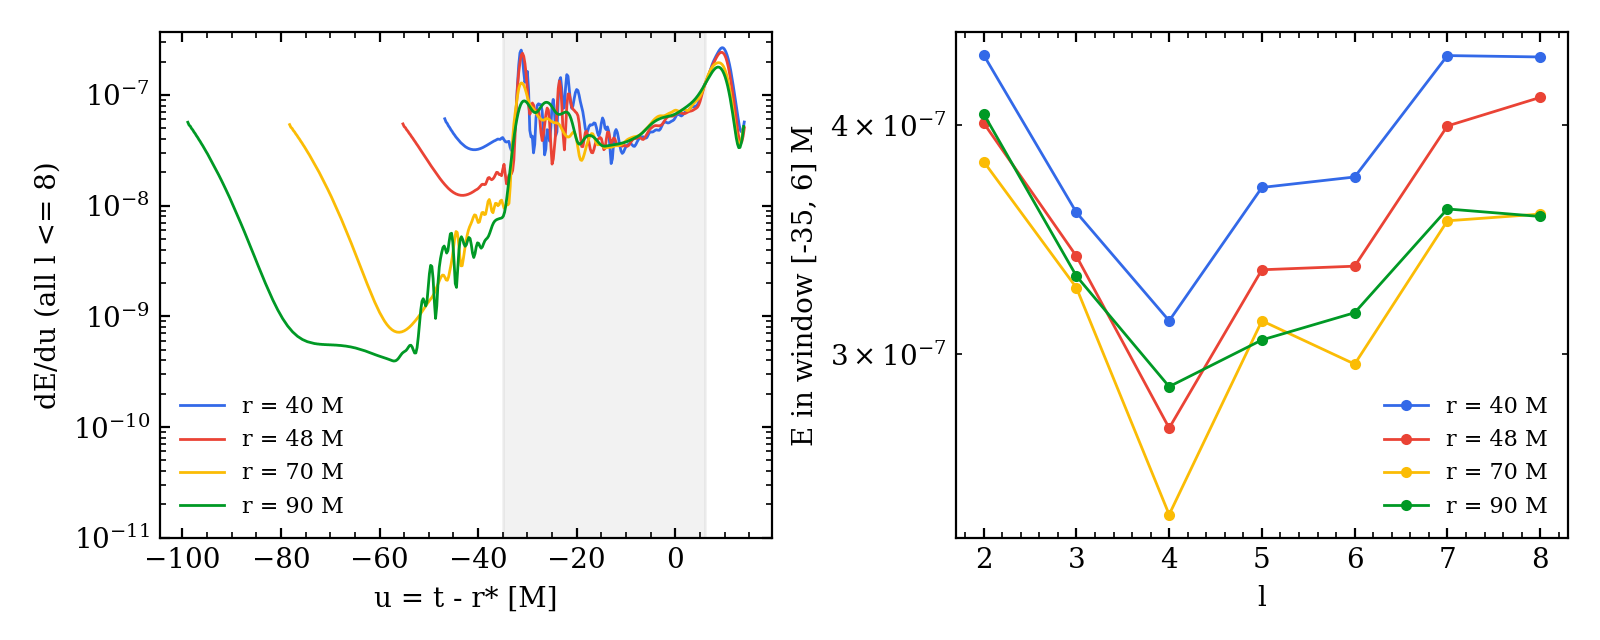 dE/du (all l <= 8)
10⁻⁷
10⁻⁸
10⁻⁹
10⁻¹⁰
10⁻¹¹
r = 40 M
r = 48 M
r = 70 M
r = 90 M
−100 −80 −60 −40 −20 0
u = t - r* [M]
E in window [-35, 6] M
4 × 10⁻⁷
3 × 10⁻⁷
r = 40 M
r = 48 M
r = 70 M
r = 90 M
2 3 4 5 6 7 8
l